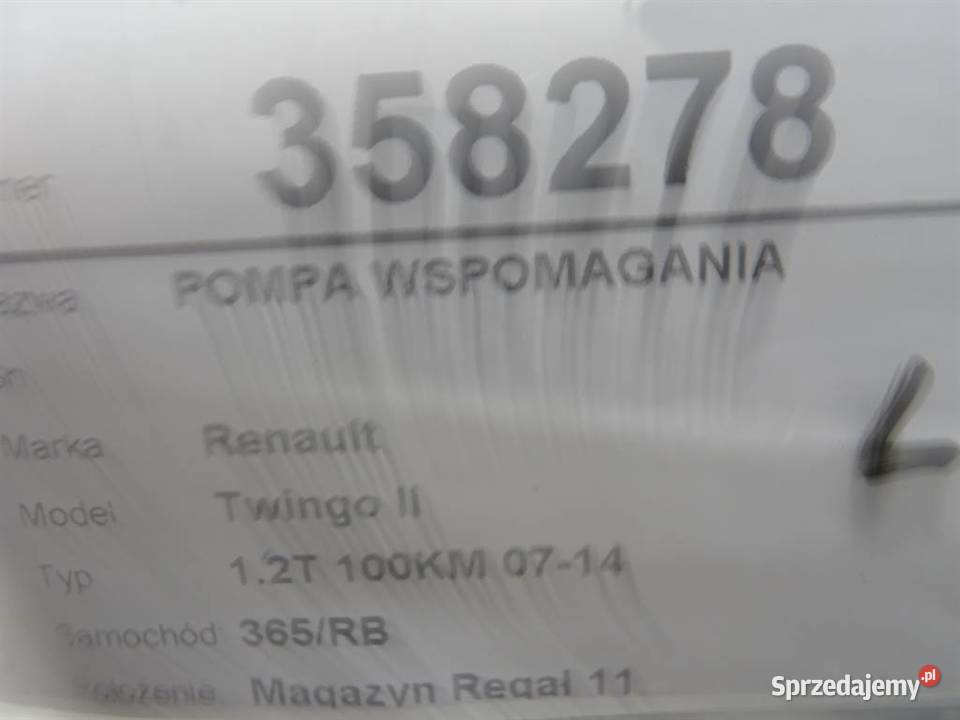 358278
POMPA WSPOMAGANIA
Marka Renault
Model Twingo II
Typ 1.2T 100KM 07-14
Samochód: 365/RB
Położenie Magazyn Regał 11
L
Sprzedajemy.pl